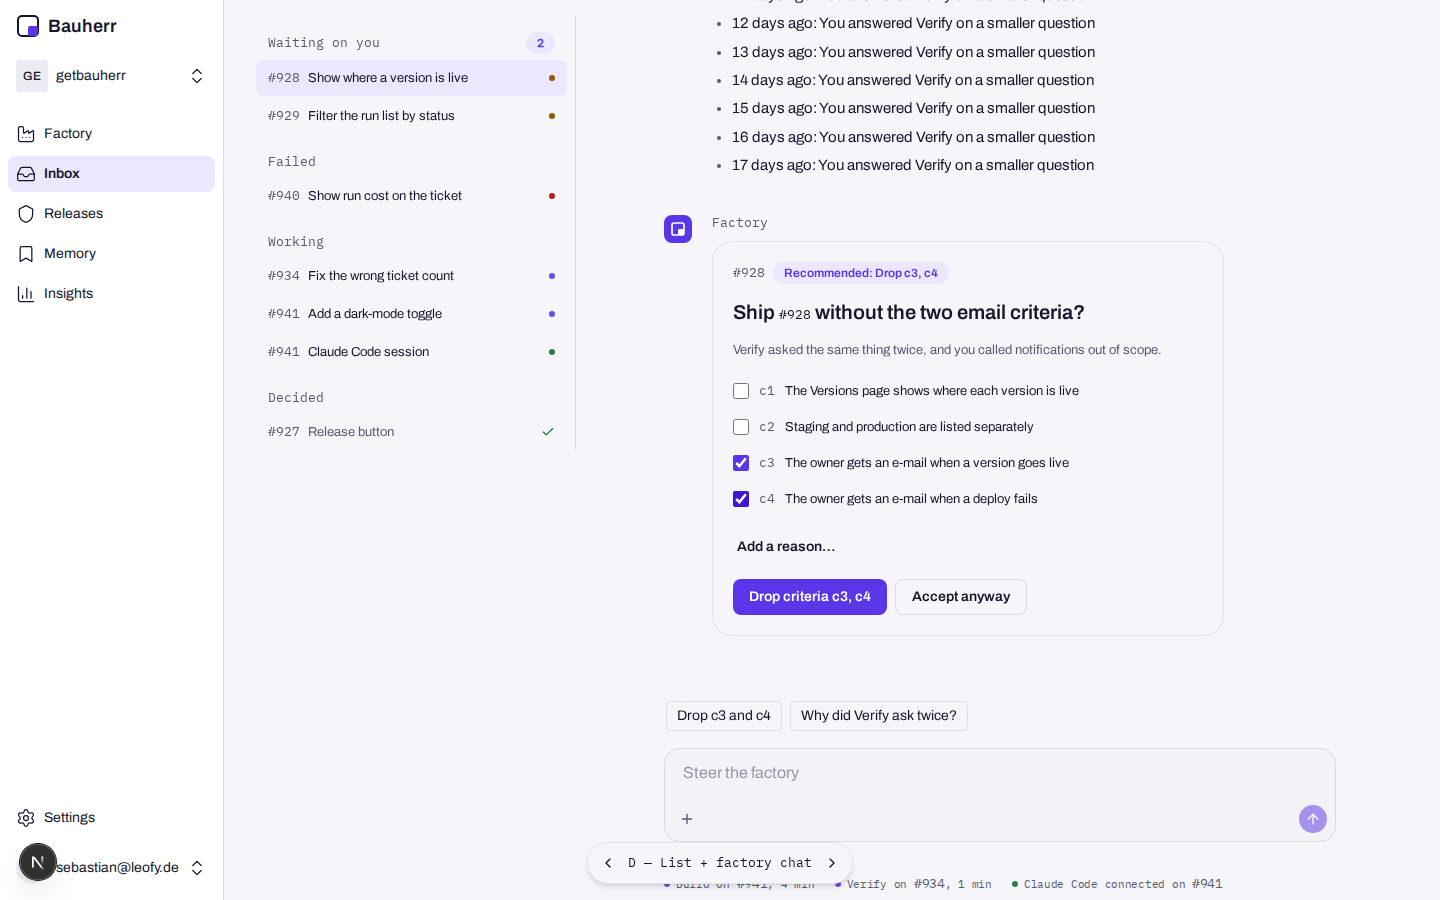 Bauherr
GE getbauherr
Factory
Inbox
Releases
Memory
Insights
Settings
N sebastian@leofy.de
Waiting on you 2
#928 Show where a version is live
#929 Filter the run list by status
Failed
#940 Show run cost on the ticket
Working
#934 Fix the wrong ticket count
#941 Add a dark-mode toggle
#941 Claude Code session
Decided
#927 Release button
12 days ago: You answered Verify on a smaller question
13 days ago: You answered Verify on a smaller question
14 days ago: You answered Verify on a smaller question
15 days ago: You answered Verify on a smaller question
16 days ago: You answered Verify on a smaller question
17 days ago: You answered Verify on a smaller question
Factory
#928 Recommended: Drop c3, c4
Ship #928 without the two email criteria?
Verify asked the same thing twice, and you called notifications out of scope.
c1 The Versions page shows where each version is live
c2 Staging and production are listed separately
c3 The owner gets an e-mail when a version goes live
c4 The owner gets an e-mail when a deploy fails
Add a reason...
Drop criteria c3, c4 Accept anyway
Drop c3 and c4 Why did Verify ask twice?
Steer the factory
D — List + factory chat
Build on #941, 4 min Verify on #934, 1 min Claude Code connected on #941